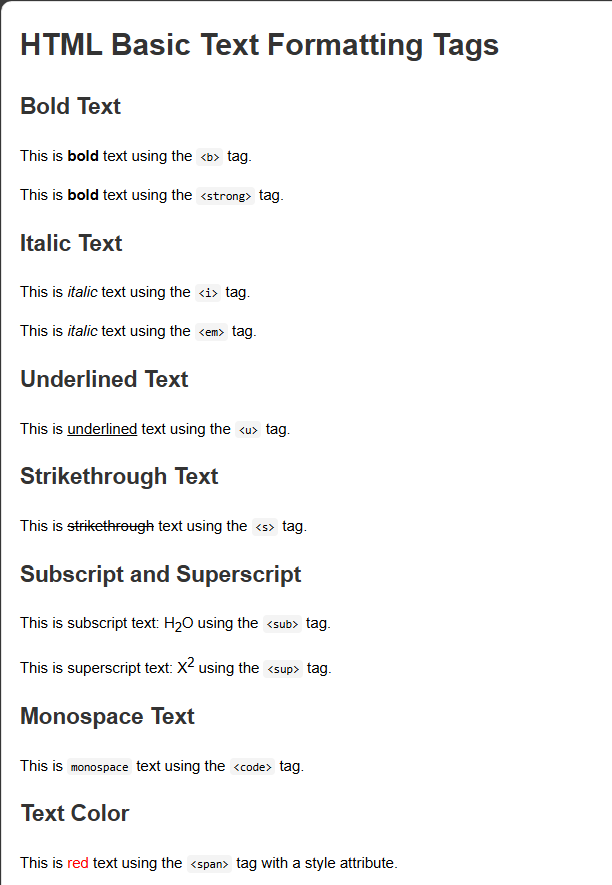 HTML Basic Text Formatting Tags
Bold Text
This is bold text using the <b> tag.
This is bold text using the <strong> tag.
Italic Text
This is italic text using the <i> tag.
This is italic text using the <em> tag.
Underlined Text
This is underlined text using the <u> tag.
Strikethrough Text
This is strikethrough text using the <s> tag.
Subscript and Superscript
This is subscript text: H₂O using the <sub> tag.
This is superscript text: X² using the <sup> tag.
Monospace Text
This is monospace text using the <code> tag.
Text Color
This is red text using the <span> tag with a style attribute.